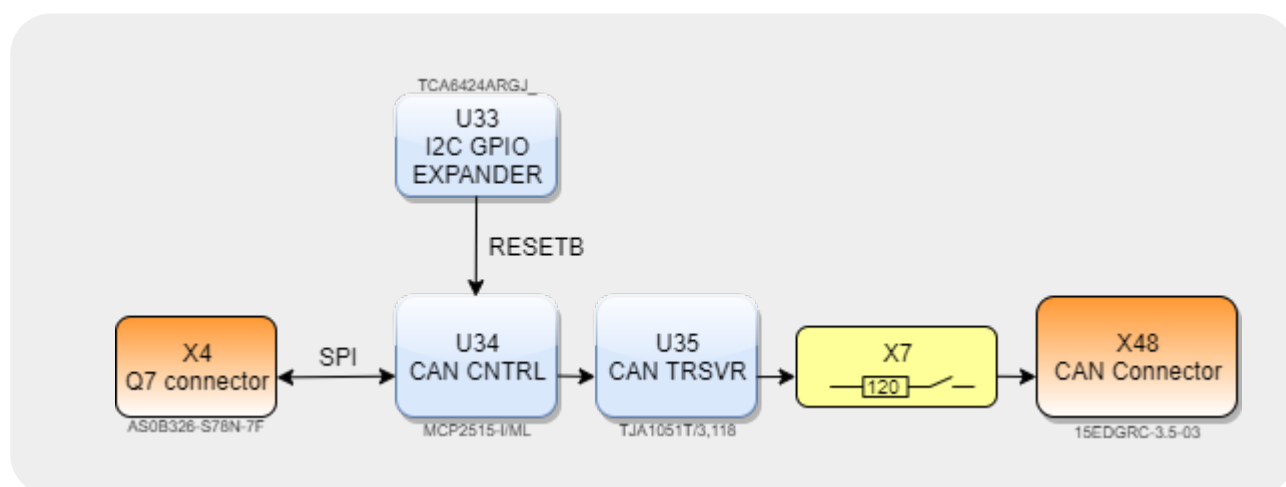 TCA6424ARGJ_
U33
I2C GPIO
EXPANDER
RESETB
X4
Q7 connector
AS0B326-S78N-7F
SPI
U34
CAN CNTRL
MCP2515-I/ML
U35
CAN TRSVR
TJA1051T/3,118
X7
120
X48
CAN Connector
15EDGRC-3.5-03